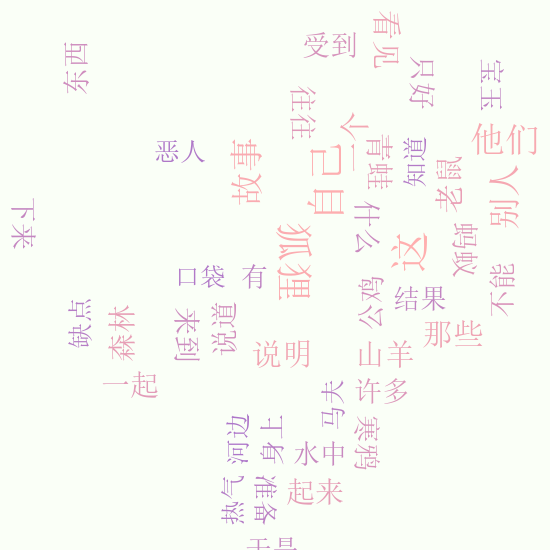 看见
受到
东西
只好
宝玉
往往
一个
他们
恶人
故事
自己
青蛙
知道
老鼠
别人
下来
狐狸
什么
这
蚂蚁
口袋
有
公鸡
结果
不能
缺点
森林
来到
说道
说明
山羊
那些
一起
马夫
许多
河边
身上
水中
寒鸦
热气
准备
起来
于是